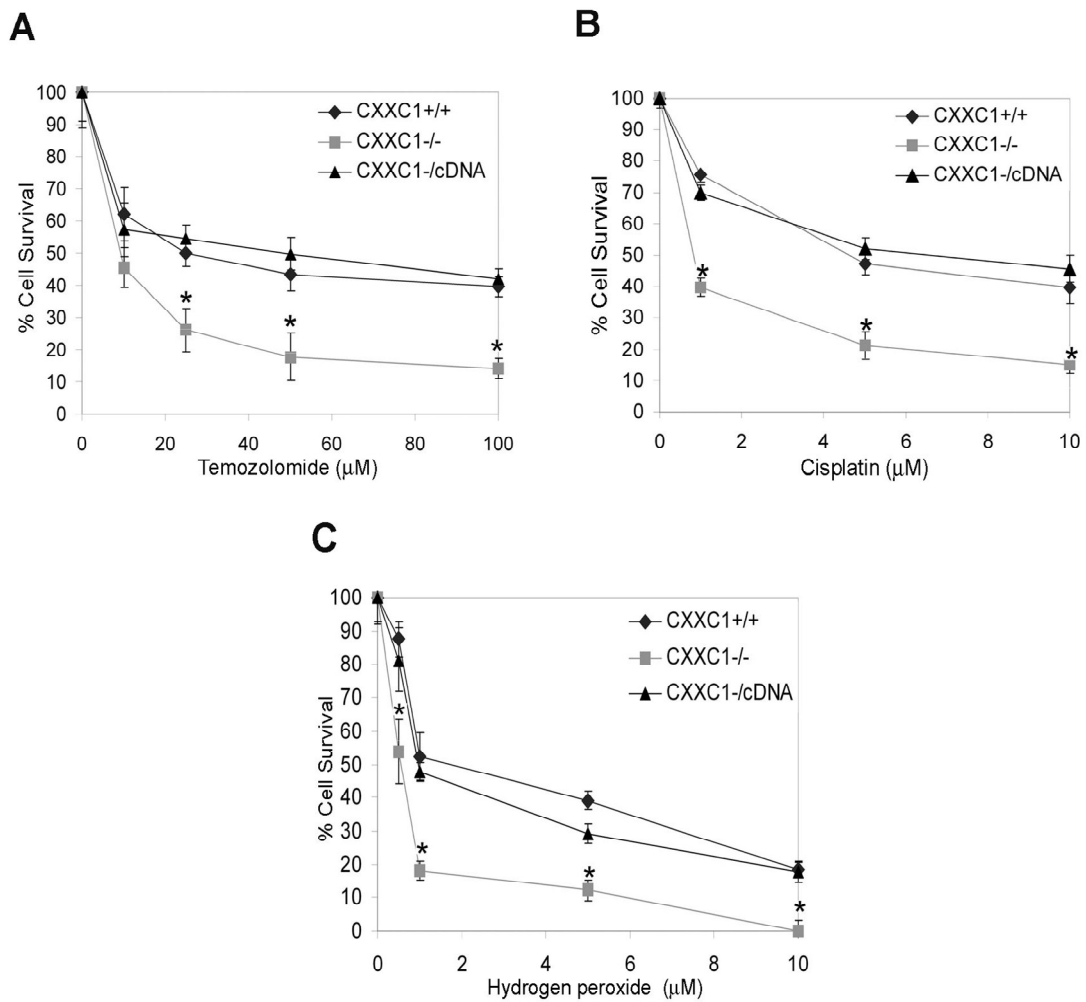 A
100
90
80
70
60
50
40
30
20
10
0
% Cell Survival
CXXC1+/+
CXXC1-/-
CXXC1-/cDNA
*
*
*
0 20 40 60 80 100
Temozolomide (μM)
B
100
90
80
70
60
50
40
30
20
10
0
% Cell Survival
CXXC1+/+
CXXC1-/-
CXXC1-/cDNA
*
*
*
0 2 4 6 8 10
Cisplatin (μM)
C
100
90
80
70
60
50
40
30
20
10
0
% Cell Survival
CXXC1+/+
CXXC1-/-
CXXC1-/cDNA
*
*
*
*
0 2 4 6 8 10
Hydrogen peroxide (μM)